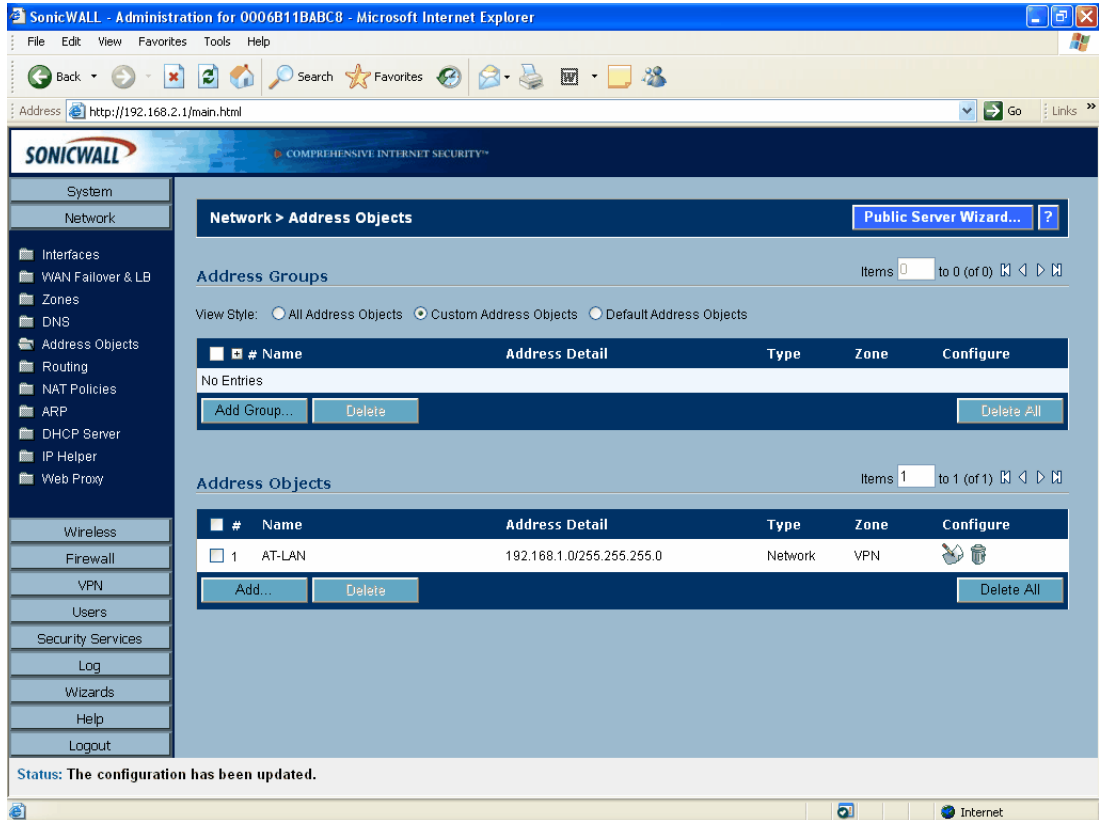 SonicWALL - Administration for 0006B11BABC8 - Microsoft Internet Explorer
File Edit View Favorites Tools Help
Back Search Favorites
Address http://192.168.2.1/main.html Go Links »
SONICWALL COMPREHENSIVE INTERNET SECURITY™
System
Network
Interfaces
WAN Failover & LB
Zones
DNS
Address Objects
Routing
NAT Policies
ARP
DHCP Server
IP Helper
Web Proxy
Wireless
Firewall
VPN
Users
Security Services
Log
Wizards
Help
Logout
Network > Address Objects Public Server Wizard... ?
Address Groups Items 0 to 0 (of 0)
View Style: All Address Objects Custom Address Objects Default Address Objects
# Name Address Detail Type Zone Configure
No Entries
Add Group... Delete Delete All
Address Objects Items 1 to 1 (of 1)
# Name Address Detail Type Zone Configure
1 AT-LAN 192.168.1.0/255.255.255.0 Network VPN
Add... Delete Delete All
Status: The configuration has been updated.
Internet